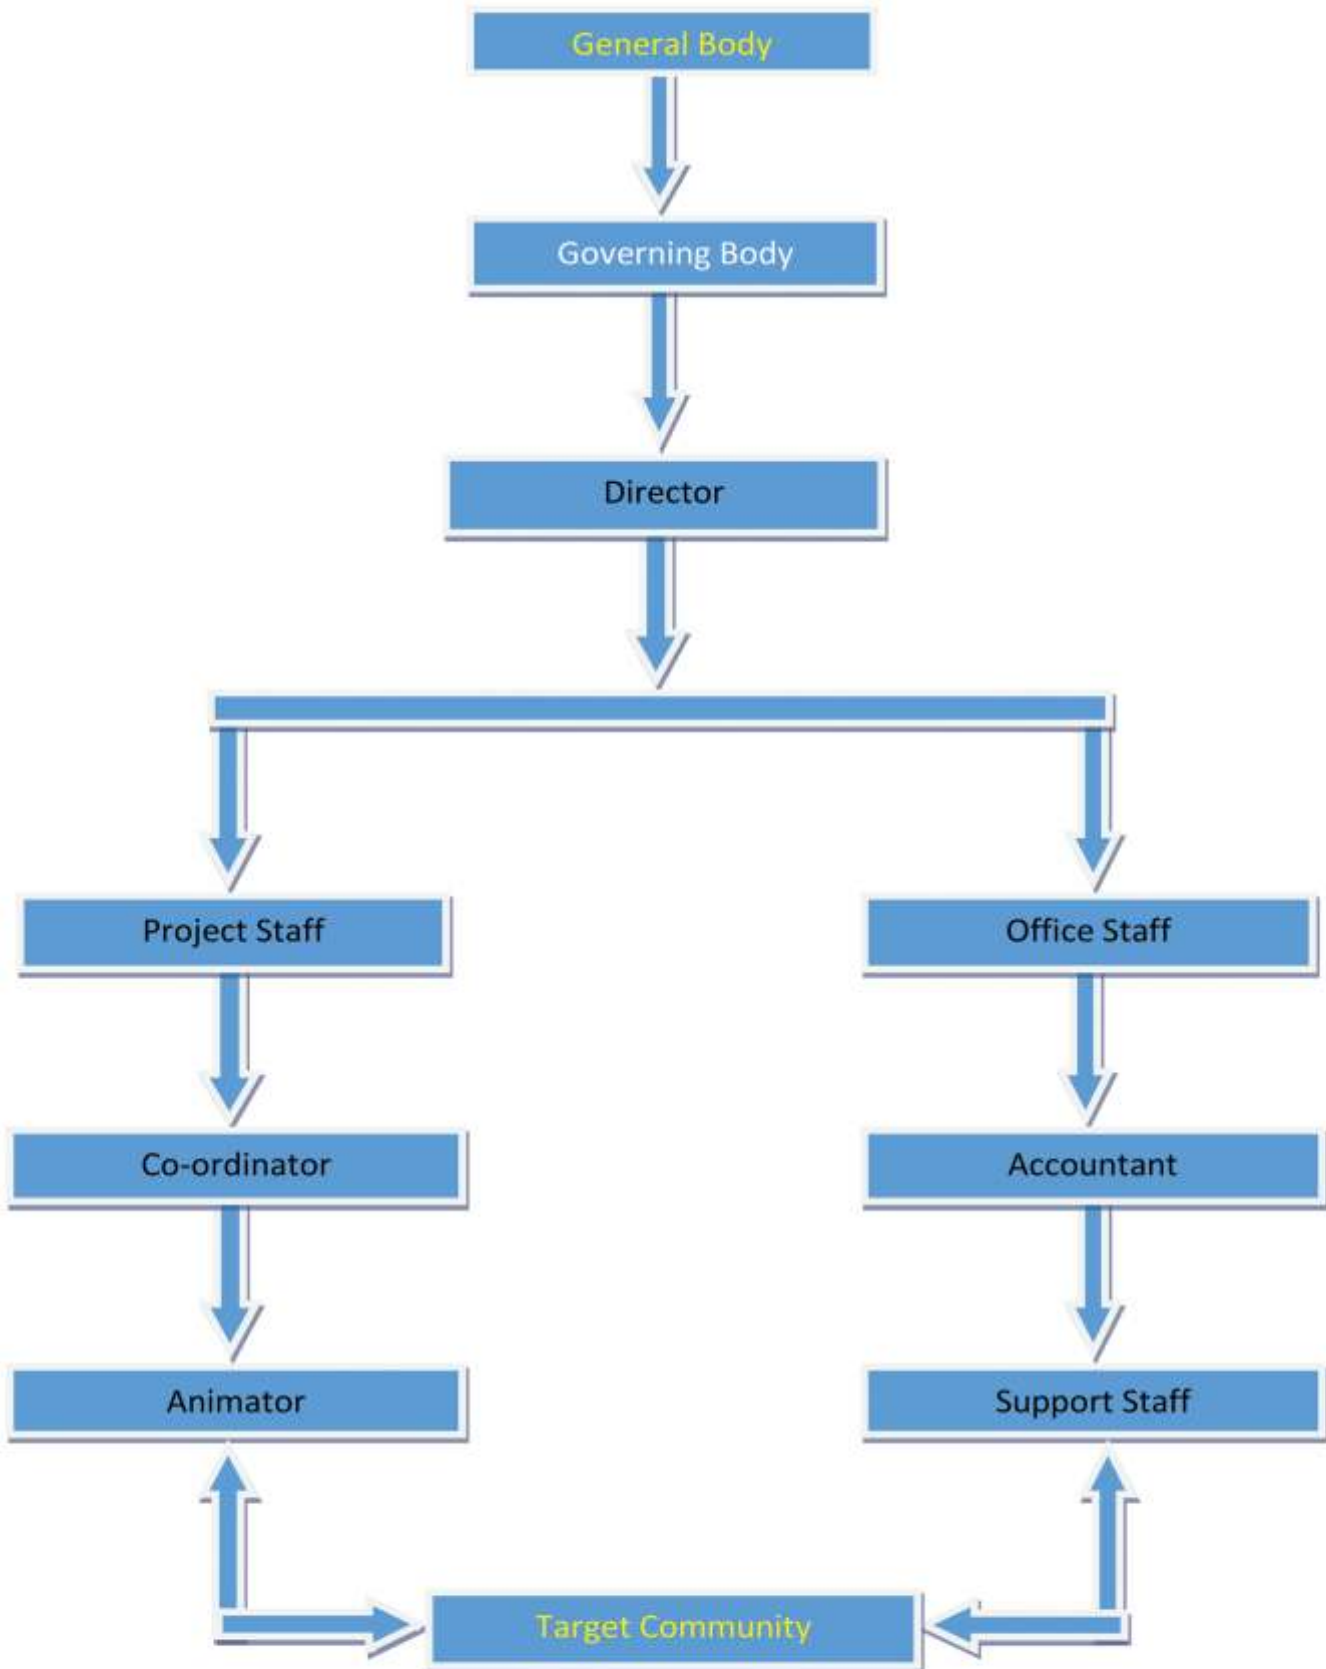 General Body
Governing Body
Director
Project Staff
Office Staff
Co-ordinator
Accountant
Animator
Support Staff
Target Community